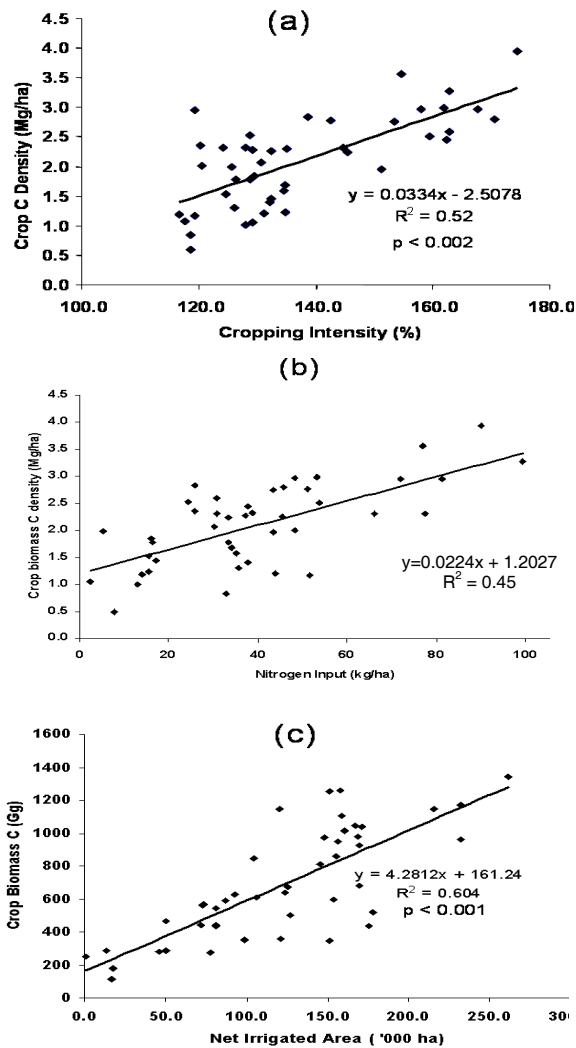 (a)
Crop C Density (Mg/ha)
4.5
4.0
3.5
3.0
2.5
2.0
1.5
1.0
0.5
0.0
y = 0.0334x - 2.5078
R² = 0.52
p < 0.002
100.0 120.0 140.0 160.0 180.0
Cropping Intensity (%)
(b)
Crop biomass C density (Mg/ha)
4.5
4.0
3.5
3.0
2.5
2.0
1.5
1.0
0.5
0.0
y=0.0224x + 1.2027
R² = 0.45
0 20 40 60 80 100
Nitrogen Input (kg/ha)
(c)
Crop Biomass C (Gg)
1600
1400
1200
1000
800
600
400
200
0
y = 4.2812x + 161.24
R² = 0.604
p < 0.001
0.0 50.0 100.0 150.0 200.0 250.0
Net Irrigated Area ( '000 ha)